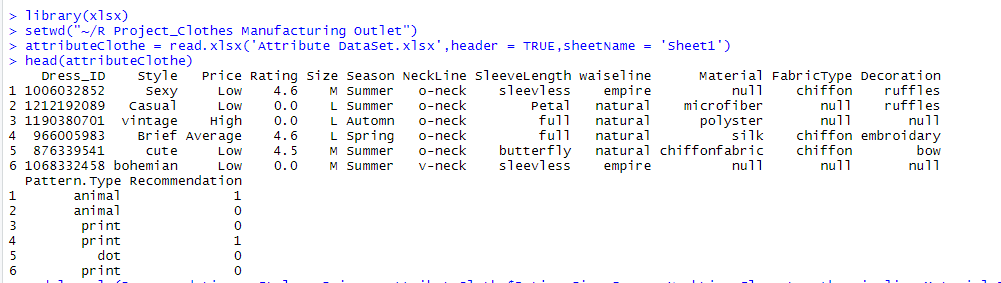 > library(xlsx)
> setwd("~/R Project_Clothes Manufacturing Outlet")
> attributeClothe = read.xlsx('Attribute DataSet.xlsx',header = TRUE,sheetName = 'Sheet1')
> head(attributeClothe)
Dress_ID Style Price Rating Size Season NeckLine SleeveLength waiseline Material FabricType Decoration
1 1006032852 Sexy Low 4.6 M Summer o-neck sleevless empire null chiffon ruffles
2 1212192089 Casual Low 0.0 L Summer o-neck Petal natural microfiber null ruffles
3 1190380701 vintage High 0.0 L Automn o-neck full natural polyster null null
4 966005983 Brief Average 4.6 L Spring o-neck full natural silk chiffon embroidary
5 876339541 cute Low 4.5 M Summer o-neck butterfly natural chiffonfabric chiffon bow
6 1068332458 bohemian Low 0.0 M Summer v-neck sleevless empire null null null
Pattern.Type Recommendation
1 animal 1
2 animal 0
3 print 0
4 print 1
5 dot 0
6 print 0